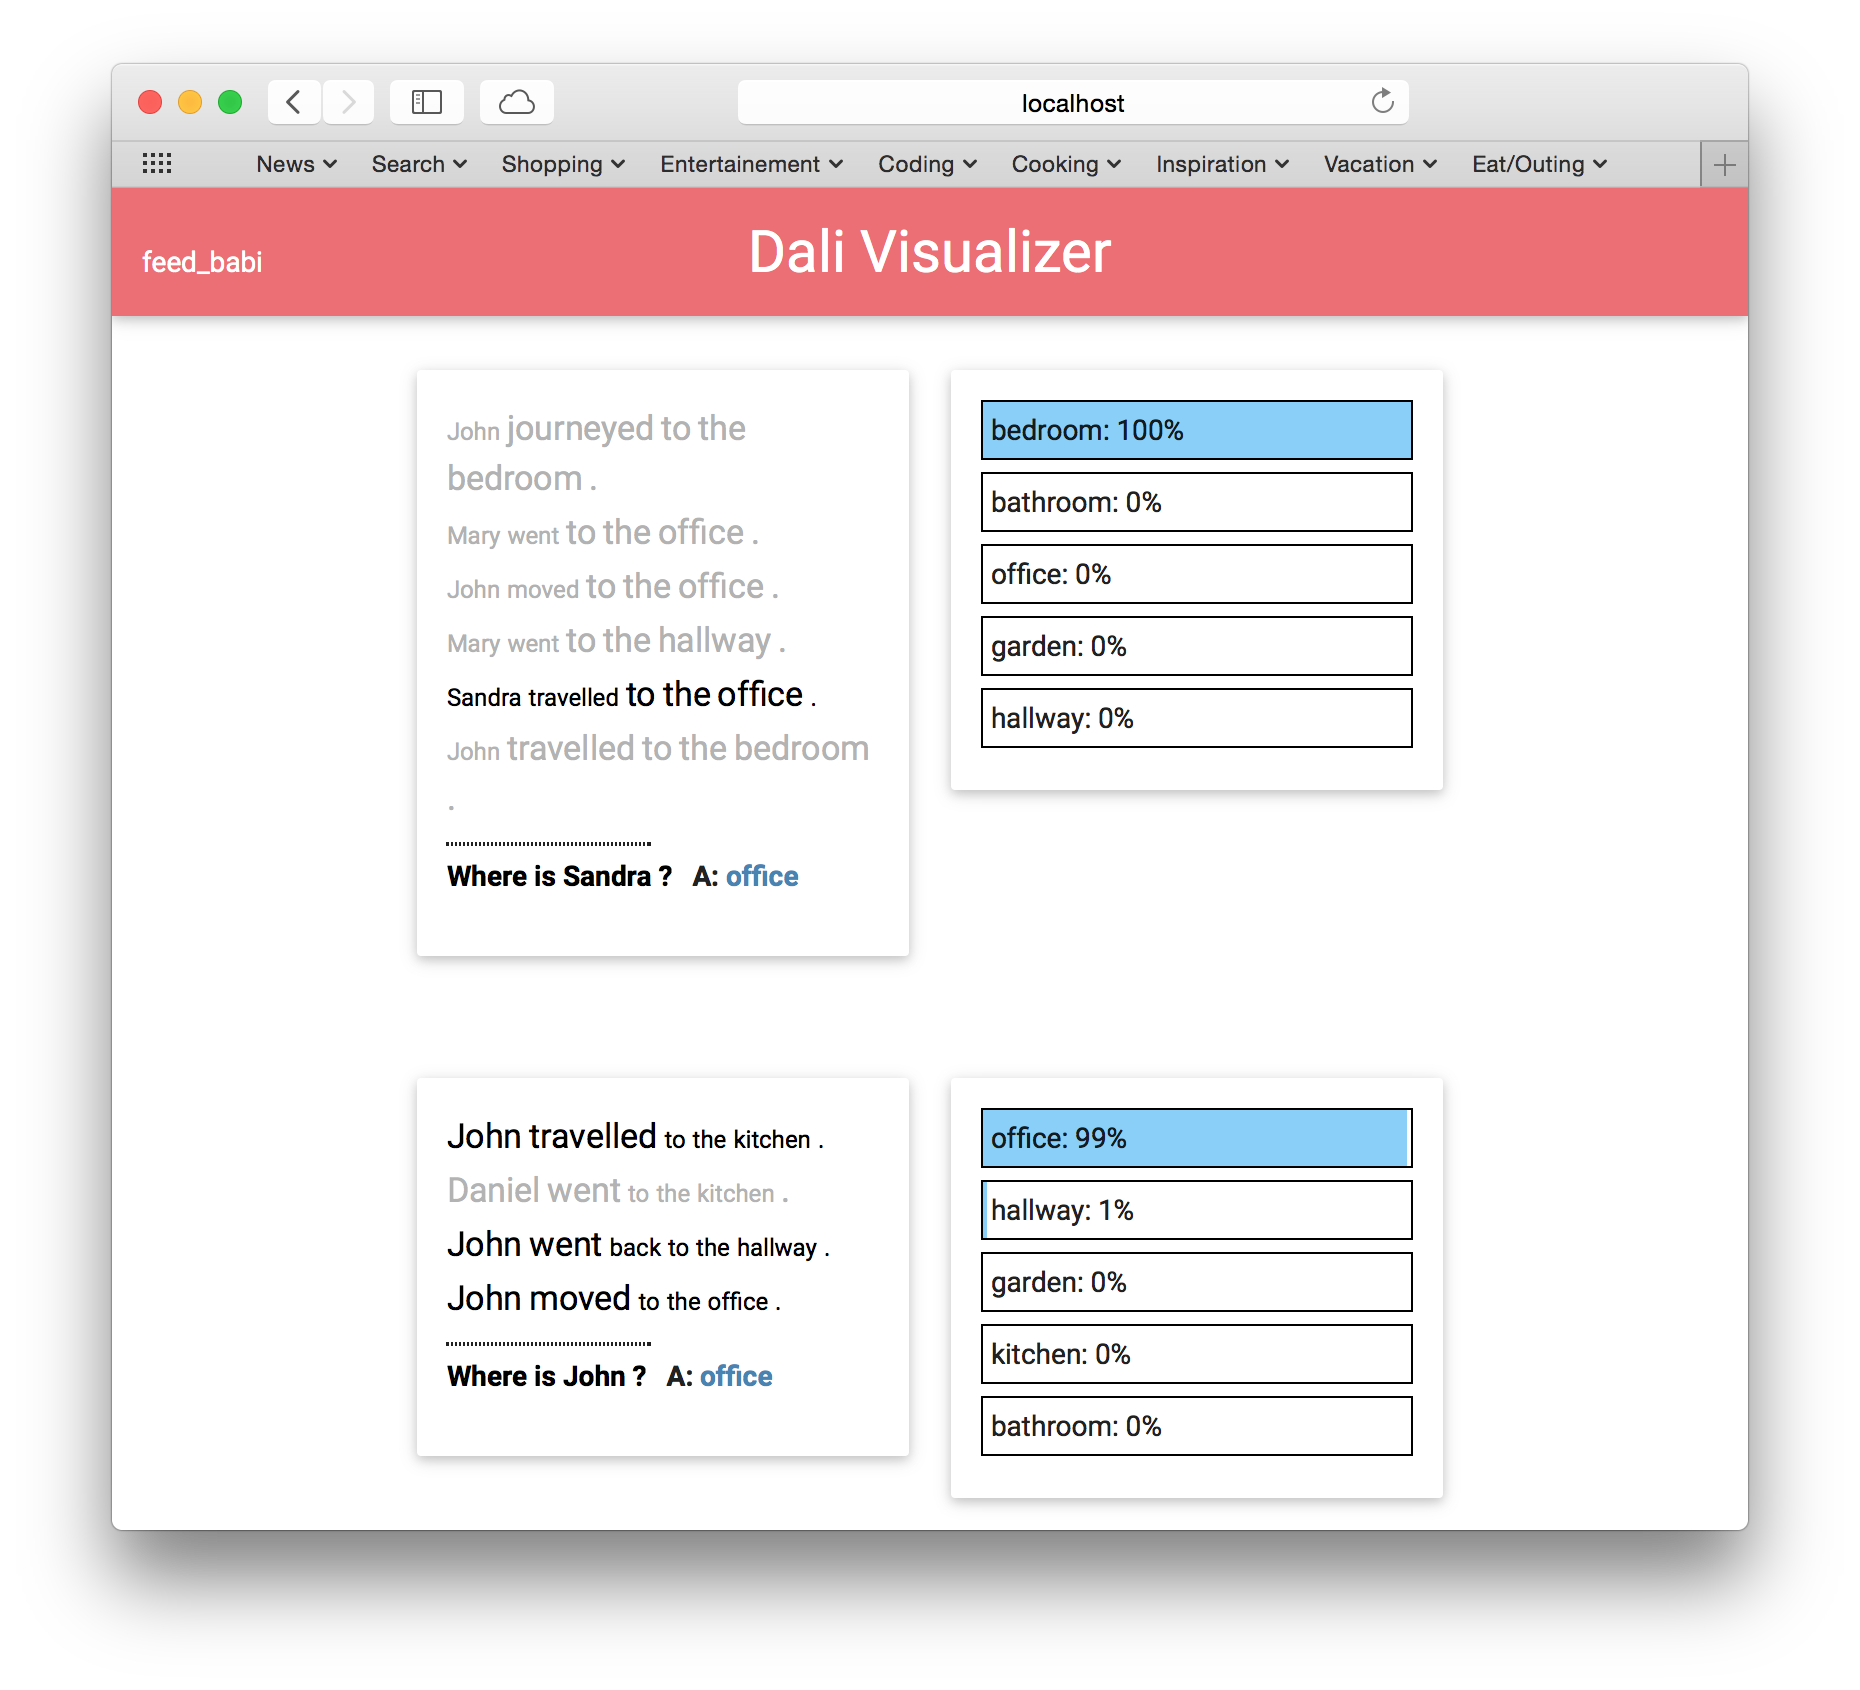 localhost
News Search Shopping Entertainement Coding Cooking Inspiration Vacation Eat/Outing
feed_babi
Dali Visualizer
John journeyed to the
bedroom .
Mary went to the office .
John moved to the office .
Mary went to the hallway .
Sandra travelled to the office .
John travelled to the bedroom
.
Where is Sandra ? A: office
bedroom: 100%
bathroom: 0%
office: 0%
garden: 0%
hallway: 0%
John travelled to the kitchen .
Daniel went to the kitchen .
John went back to the hallway .
John moved to the office .
Where is John ? A: office
office: 99%
hallway: 1%
garden: 0%
kitchen: 0%
bathroom: 0%